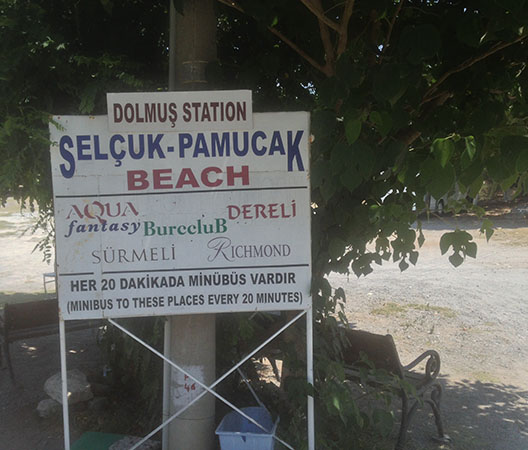 DOLMUŞ STATION
SELÇUK-PAMUCAK
BEACH
AQUA fantasy BurecluB DERELİ
SÜRMELİ RICHMOND
HER 20 DAKİKADA MİNÜBÜS VARDIR
(MINIBUS TO THESE PLACES EVERY 20 MINUTES)